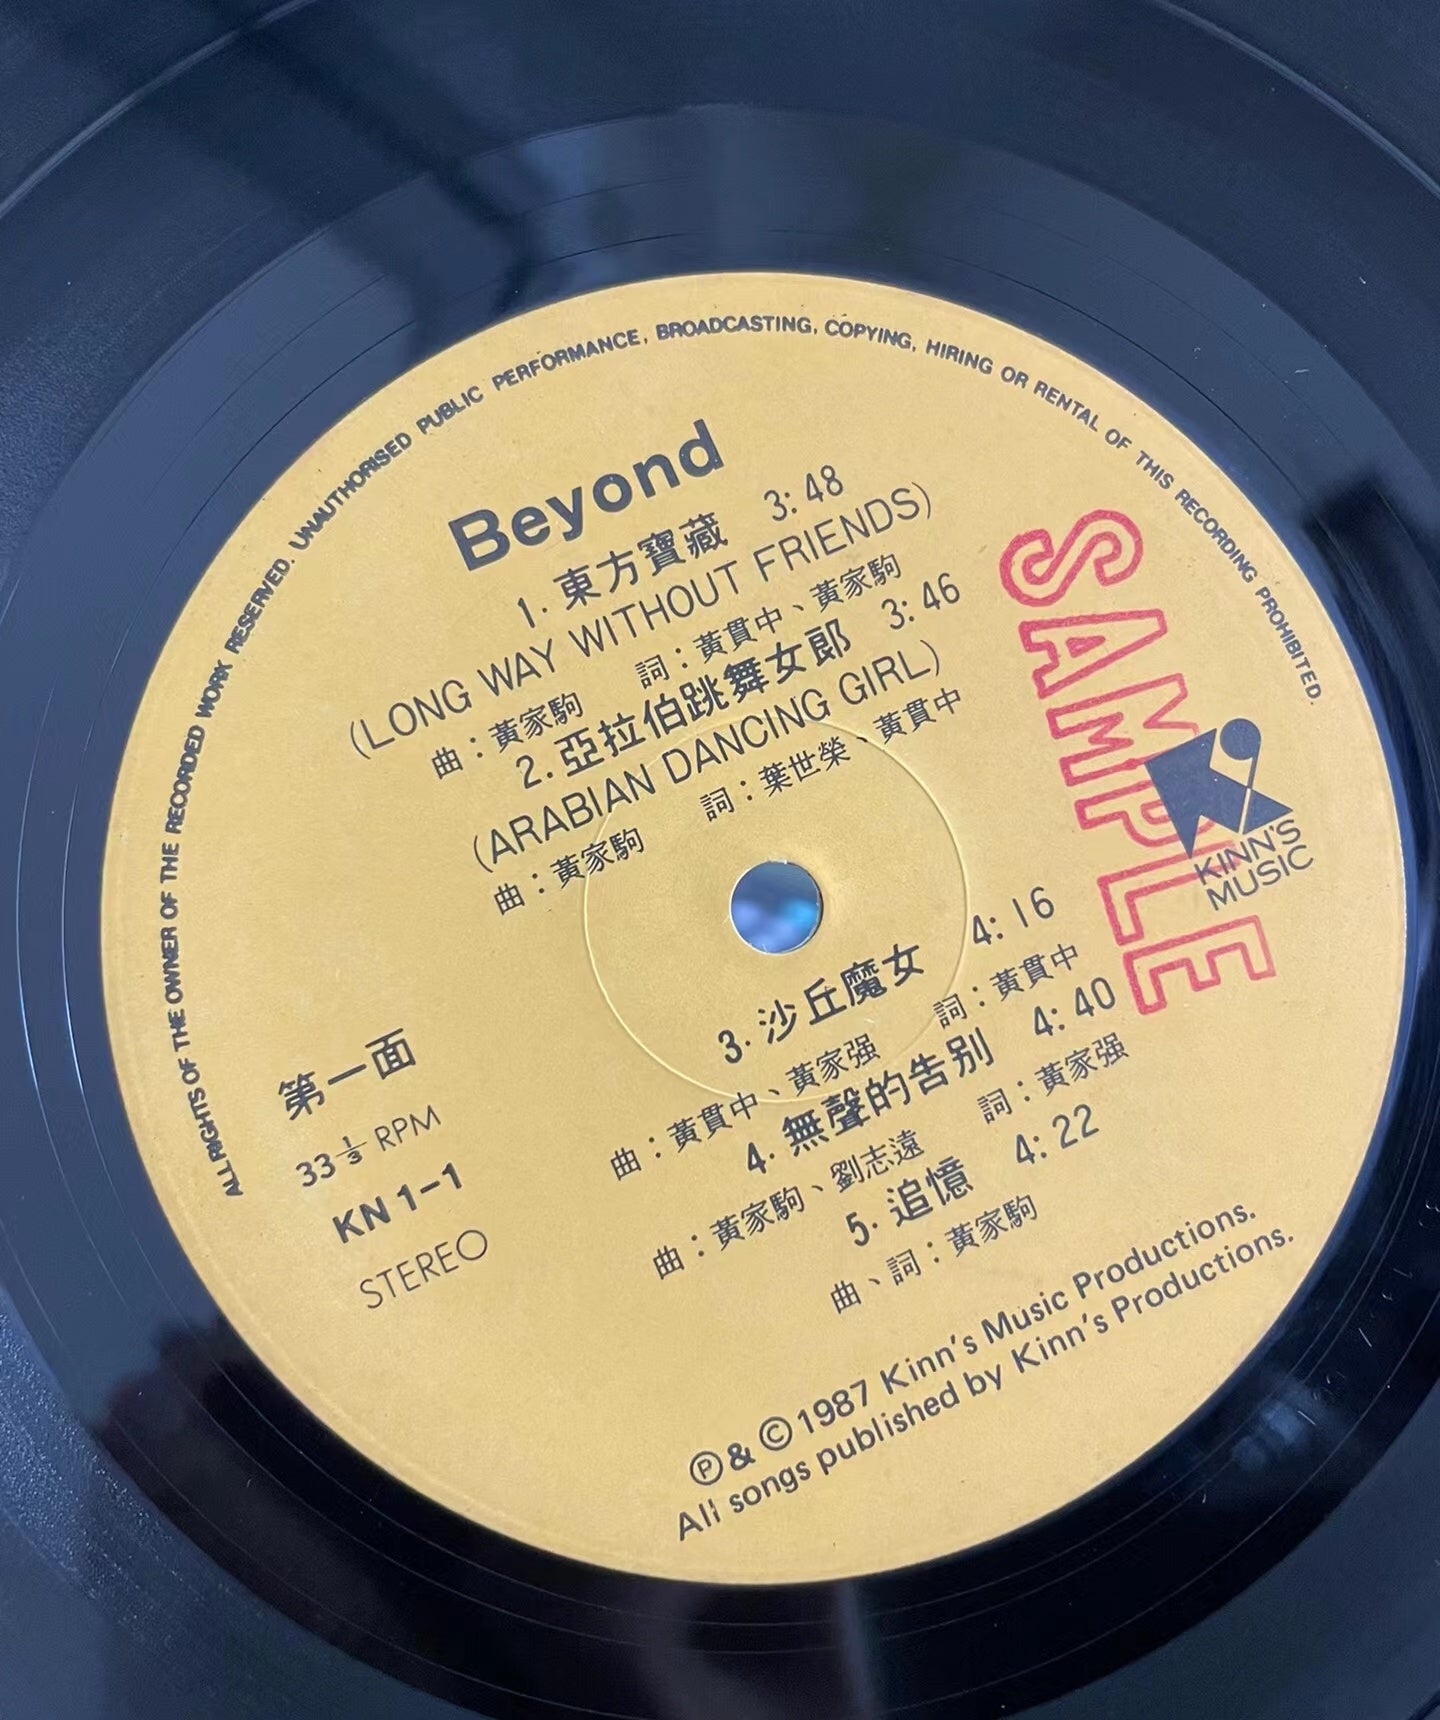 ALL RIGHTS OF THE OWNER OF THE RECORDED WORK RESERVED. UNAUTHORISED PUBLIC PERFORMANCE, BROADCASTING, COPYING, HIRING OR RENTAL OF THIS RECORDING PROHIBITED.
Beyond
1. 東方寶藏 3:48
(LONG WAY WITHOUT FRIENDS)
曲：黃家駒 詞：黃貫中、黃家駒
2. 亞拉伯跳舞女郎 3:46
(ARABIAN DANCING GIRL)
曲：黃家駒 詞：葉世榮、黃貫中
SAMPLE
KINN'S
MUSIC
3. 沙丘魔女 4:16
曲：黃貫中、黃家强 詞：黃貫中
4. 無聲的告别 4:40
曲：黃家駒、劉志遠 詞：黃家强
5. 追憶 4:22
曲、詞：黃家駒
第一面
33⅓ RPM
KN 1-1
STEREO
Ⓟ & © 1987 Kinn's Music Productions.
All songs published by Kinn's Productions.